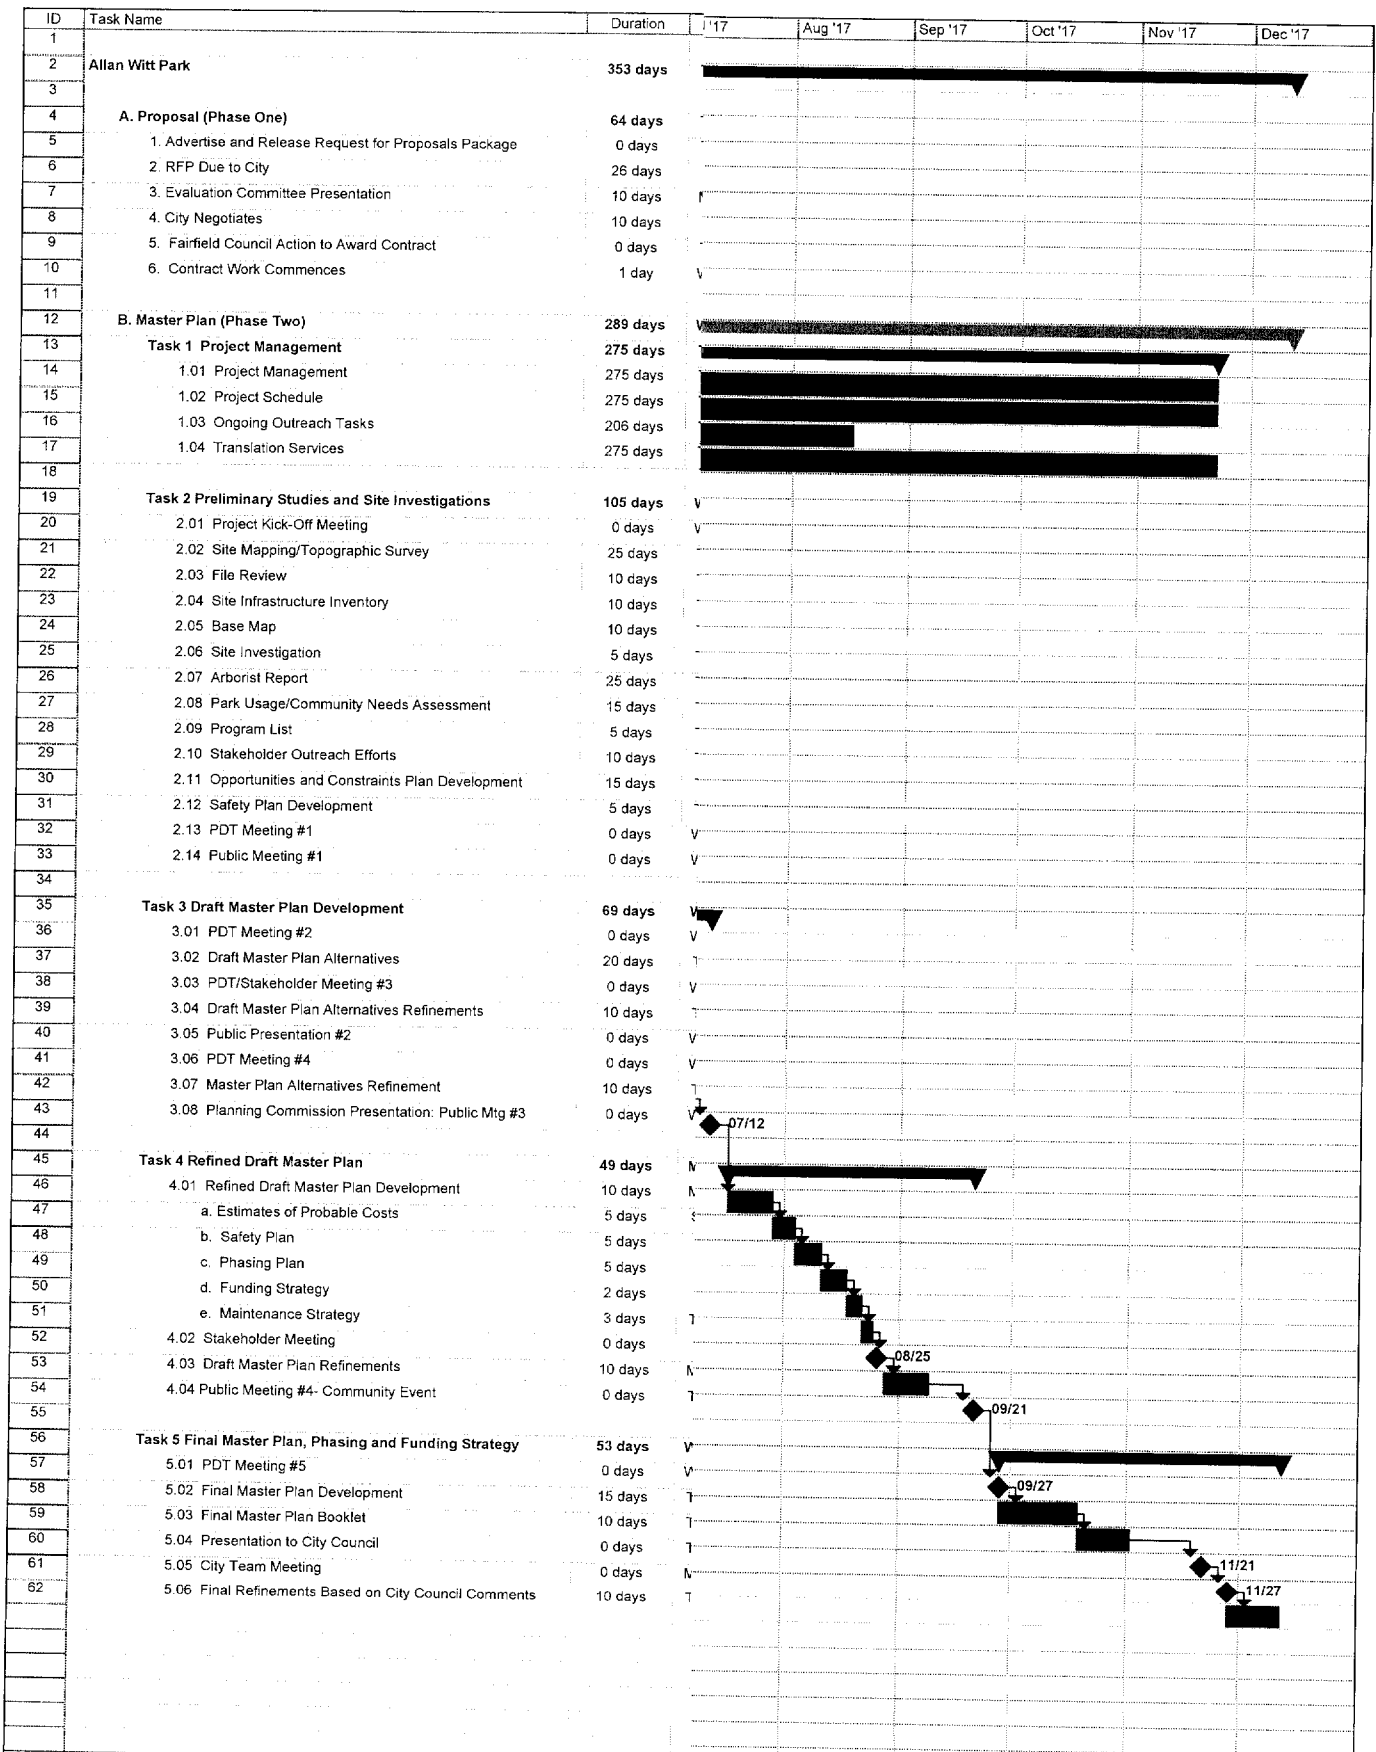 ID Task Name Duration '17 Aug '17 Sep '17 Oct '17 Nov '17 Dec '17
1
2 Allan Witt Park 353 days
3
4 A. Proposal (Phase One) 64 days
5 1. Advertise and Release Request for Proposals Package 0 days
6 2. RFP Due to City 26 days
7 3. Evaluation Committee Presentation 10 days
8 4. City Negotiates 10 days
9 5. Fairfield Council Action to Award Contract 0 days
10 6. Contract Work Commences 1 day
11
12 B. Master Plan (Phase Two) 289 days
13 Task 1 Project Management 275 days
14 1.01 Project Management 275 days
15 1.02 Project Schedule 275 days
16 1.03 Ongoing Outreach Tasks 206 days
17 1.04 Translation Services 275 days
18
19 Task 2 Preliminary Studies and Site Investigations 105 days
20 2.01 Project Kick-Off Meeting 0 days
21 2.02 Site Mapping/Topographic Survey 25 days
22 2.03 File Review 10 days
23 2.04 Site Infrastructure Inventory 10 days
24 2.05 Base Map 10 days
25 2.06 Site Investigation 5 days
26 2.07 Arborist Report 25 days
27 2.08 Park Usage/Community Needs Assessment 15 days
28 2.09 Program List 5 days
29 2.10 Stakeholder Outreach Efforts 10 days
30 2.11 Opportunities and Constraints Plan Development 15 days
31 2.12 Safety Plan Development 5 days
32 2.13 PDT Meeting #1 0 days
33 2.14 Public Meeting #1 0 days
34
35 Task 3 Draft Master Plan Development 69 days
36 3.01 PDT Meeting #2 0 days
37 3.02 Draft Master Plan Alternatives 20 days
38 3.03 PDT/Stakeholder Meeting #3 0 days
39 3.04 Draft Master Plan Alternatives Refinements 10 days
40 3.05 Public Presentation #2 0 days
41 3.06 PDT Meeting #4 0 days
42 3.07 Master Plan Alternatives Refinement 10 days
43 3.08 Planning Commission Presentation: Public Mtg #3 0 days 07/12
44
45 Task 4 Refined Draft Master Plan 49 days
46 4.01 Refined Draft Master Plan Development 10 days
47 a. Estimates of Probable Costs 5 days
48 b. Safety Plan 5 days
49 c. Phasing Plan 5 days
50 d. Funding Strategy 2 days
51 e. Maintenance Strategy 3 days
52 4.02 Stakeholder Meeting 0 days 08/25
53 4.03 Draft Master Plan Refinements 10 days
54 4.04 Public Meeting #4- Community Event 0 days 09/21
55
56 Task 5 Final Master Plan, Phasing and Funding Strategy 53 days
57 5.01 PDT Meeting #5 0 days 09/27
58 5.02 Final Master Plan Development 15 days
59 5.03 Final Master Plan Booklet 10 days
60 5.04 Presentation to City Council 0 days 11/21
61 5.05 City Team Meeting 0 days 11/27
62 5.06 Final Refinements Based on City Council Comments 10 days